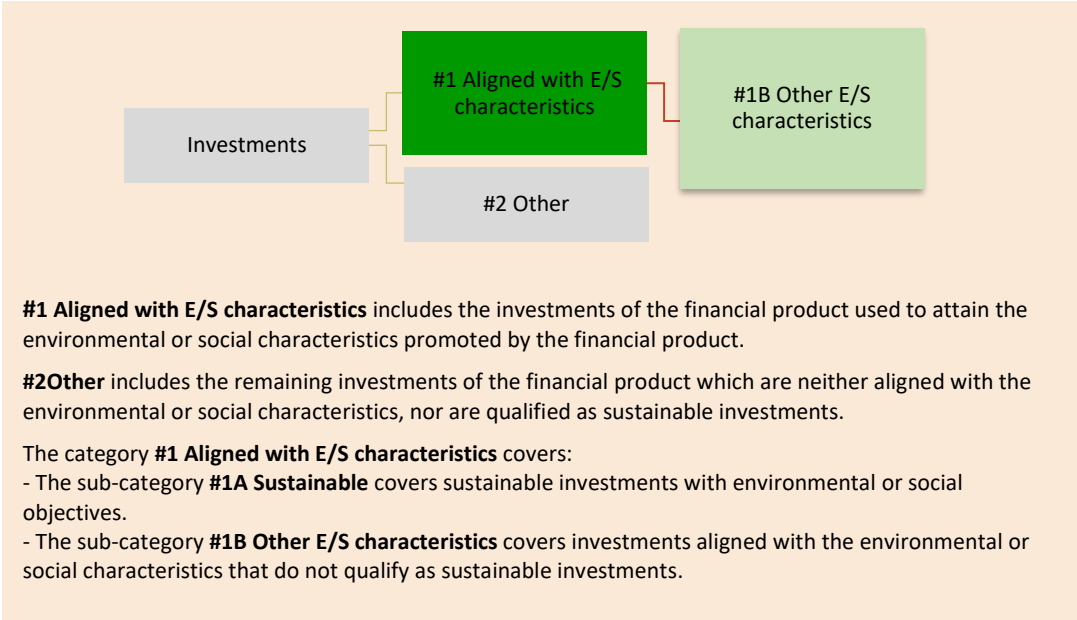 #1 Aligned with E/S
characteristics
#1B Other E/S
characteristics
Investments
#2 Other
#1 Aligned with E/S characteristics includes the investments of the financial product used to attain the
environmental or social characteristics promoted by the financial product.
#2Other includes the remaining investments of the financial product which are neither aligned with the
environmental or social characteristics, nor are qualified as sustainable investments.
The category #1 Aligned with E/S characteristics covers:
- The sub-category #1A Sustainable covers sustainable investments with environmental or social
objectives.
- The sub-category #1B Other E/S characteristics covers investments aligned with the environmental or
social characteristics that do not qualify as sustainable investments.